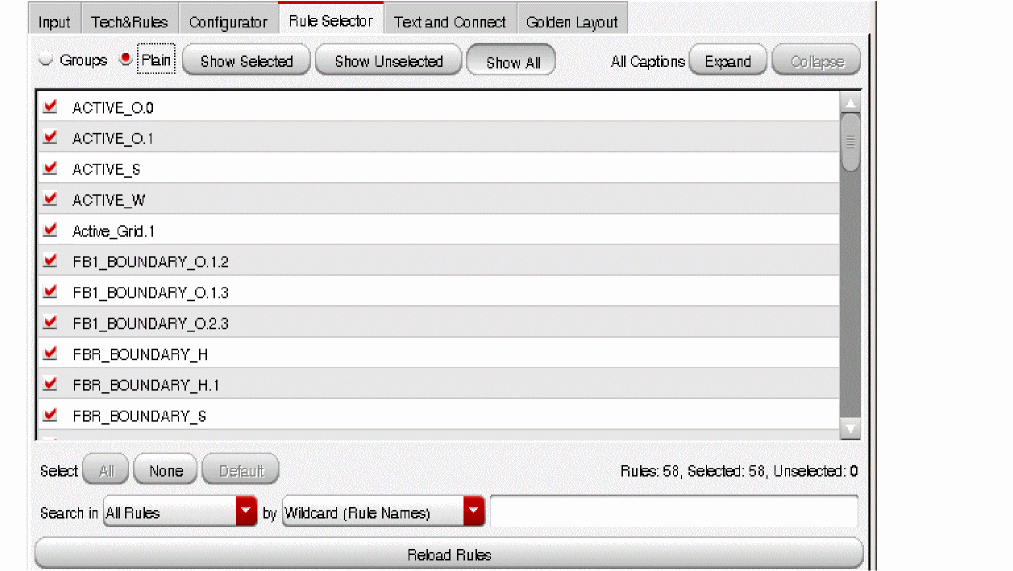 Input Tech&Rules Configurator Rule Selector Text and Connect Golden Layout
Groups Plain Show Selected Show Unselected Show All All Captions Expand Collapse
ACTIVE_O.0
ACTIVE_O.1
ACTIVE_S
ACTIVE_W
Active_Grid.1
FB1_BOUNDARY_O.1.2
FB1_BOUNDARY_O.1.3
FB1_BOUNDARY_O.2.3
FBR_BOUNDARY_H
FBR_BOUNDARY_H.1
FBR_BOUNDARY_S
Select All None Default Rules: 58, Selected: 58, Unselected: 0
Search in All Rules by Wildcard (Rule Names)
Reload Rules